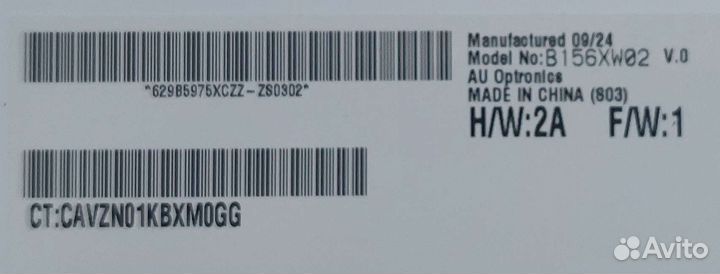 Manufactured 09/24
Model No:B156XW02 V.0
AU Optronics
MADE IN CHINA (S03)
H/W:2A F/W:1
"629B5975XCZZ-ZS0302"
CT:CAVZN01KBXM0GG
Avito